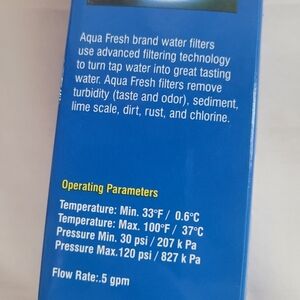 Aqua Fresh brand water filters
use advanced filtering technology
to turn tap water into great tasting
water. Aqua Fresh filters remove
turbidity (taste and odor), sediment,
lime scale, dirt, rust, and chlorine.
Operating Parameters
Temperature: Min. 33°F / 0.6°C
Temperature: Max. 100°F / 37°C
Pressure Min. 30 psi / 207 k Pa
Pressure Max.120 psi / 827 k Pa
Flow Rate:.5 gpm